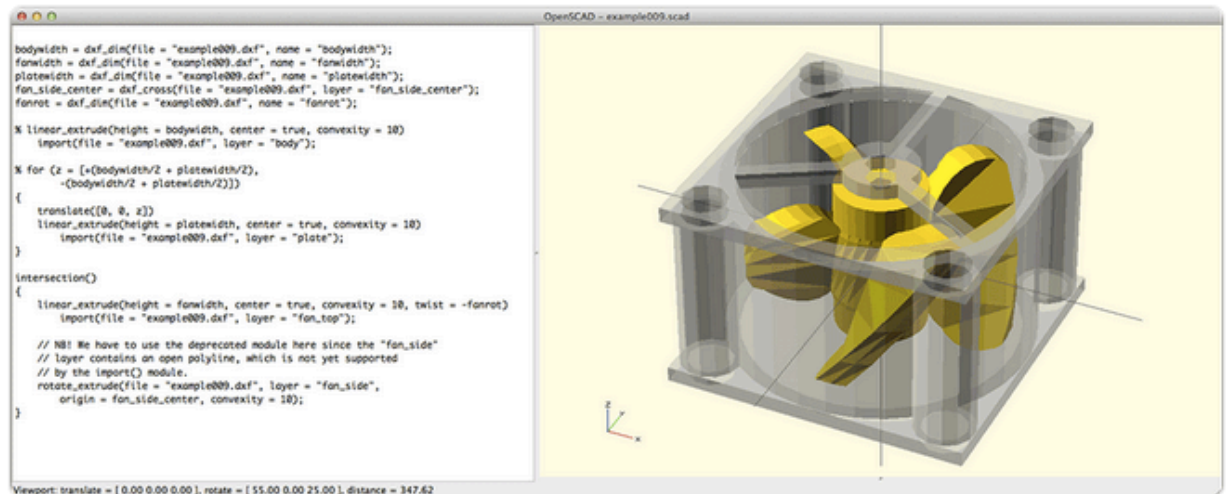 OpenSCAD – example009.scad
bodywidth = dxf_dim(file = "example009.dxf", name = "bodywidth");
fanwidth = dxf_dim(file = "example009.dxf", name = "fanwidth");
platewidth = dxf_dim(file = "example009.dxf", name = "platewidth");
fan_side_center = dxf_cross(file = "example009.dxf", layer = "fan_side_center");
fanrot = dxf_dim(file = "example009.dxf", name = "fanrot");
% linear_extrude(height = bodywidth, center = true, convexity = 10)
import(file = "example009.dxf", layer = "body");
% for (z = [+(bodywidth/2 + platewidth/2),
-(bodywidth/2 + platewidth/2)])
{
translate([0, 0, z])
linear_extrude(height = platewidth, center = true, convexity = 10)
import(file = "example009.dxf", layer = "plate");
}
intersection()
{
linear_extrude(height = fanwidth, center = true, convexity = 10, twist = -fanrot)
import(file = "example009.dxf", layer = "fan_top");
// NB! We have to use the deprecated module here since the "fan_side"
// layer contains an open polyline, which is not yet supported
// by the import() module.
rotate_extrude(file = "example009.dxf", layer = "fan_side",
origin = fan_side_center, convexity = 10);
}
z
y
x
Viewport: translate = [ 0.00 0.00 0.00 ], rotate = [ 55.00 0.00 25.00 ], distance = 347.62